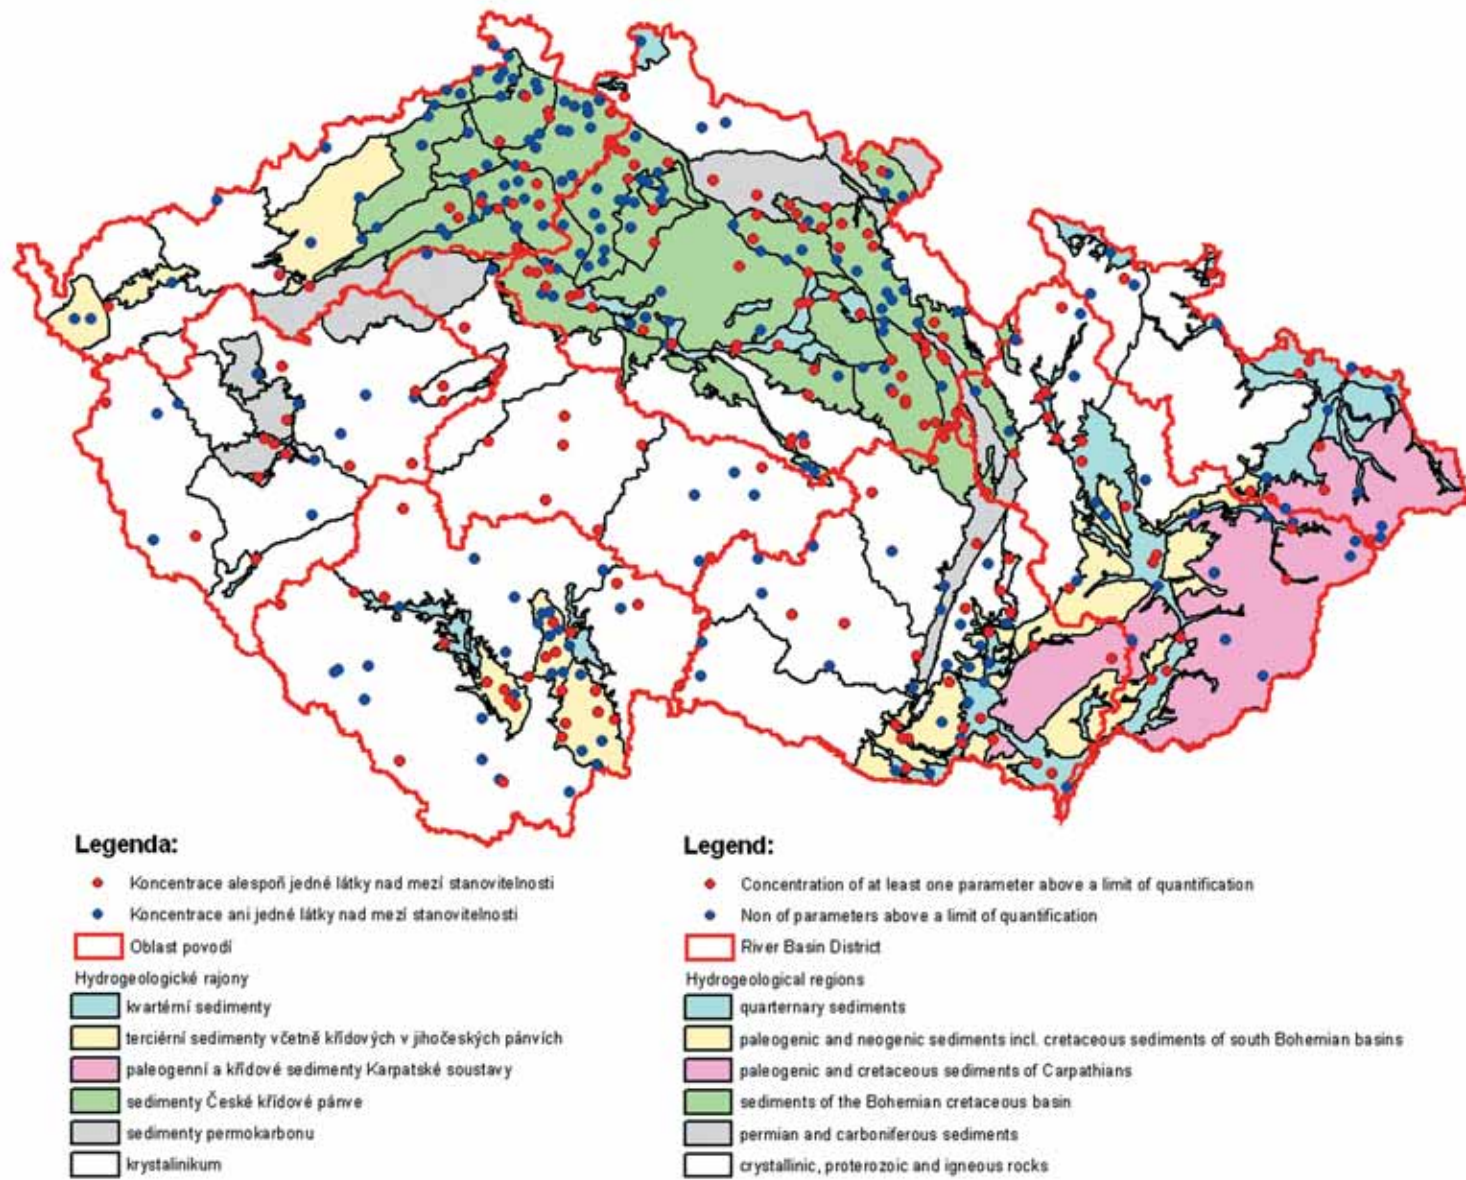 Legenda:
Koncentrace alespoň jedné látky nad mezí stanovitelnosti
Koncentrace ani jedné látky nad mezí stanovitelnosti
Oblast povodí
Hydrogeologické rajony
kvartérní sedimenty
terciérní sedimenty včetně křídových v jihočeských pánvích
paleogenní a křídové sedimenty Karpatské soustavy
sedimenty České křídové pánve
sedimenty permokarbonu
krystalinikum
Legend:
Concentration of at least one parameter above a limit of quantification
Non of parameters above a limit of quantification
River Basin District
Hydrogeological regions
quarternary sediments
paleogenic and neogenic sediments incl. cretaceous sediments of south Bohemian basins
paleogenic and cretaceous sediments of Carpathians
sediments of the Bohemian cretaceous basin
permian and carboniferous sediments
crystallinic, proterozoic and igneous rocks